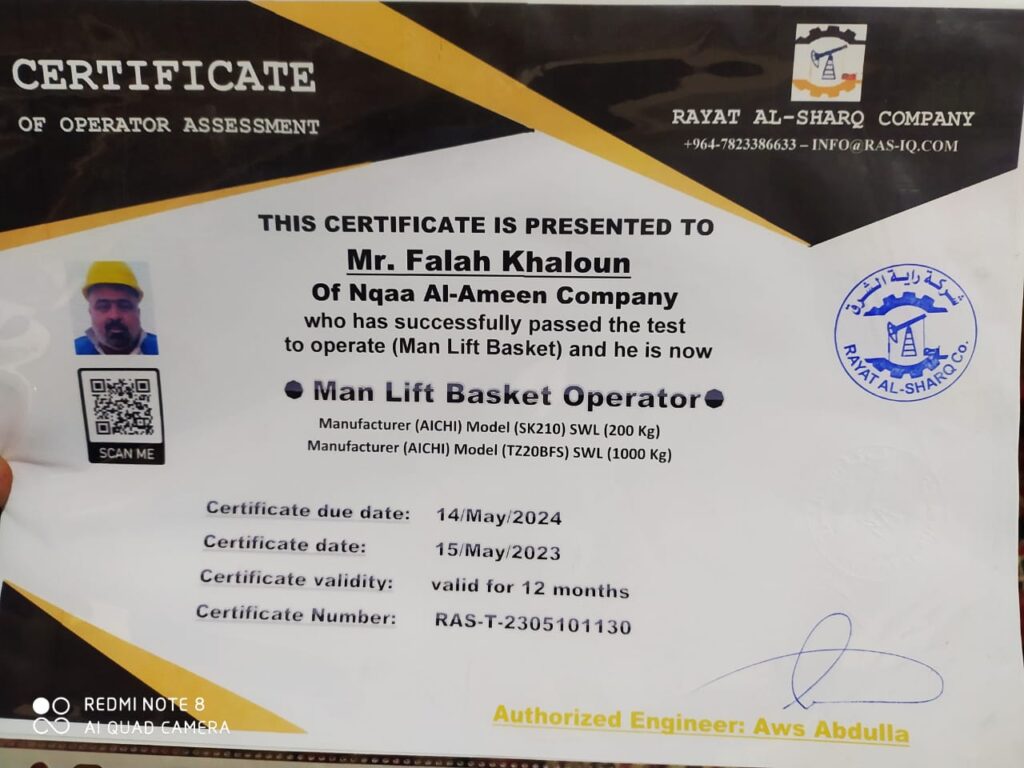 CERTIFICATE
OF OPERATOR ASSESSMENT
RAYAT AL-SHARQ COMPANY
+964-7823386633 – INFO@RAS-IQ.COM
THIS CERTIFICATE IS PRESENTED TO
Mr. Falah Khaloun
Of Nqaa Al-Ameen Company
who has successfully passed the test
to operate (Man Lift Basket) and he is now
Man Lift Basket Operator
Manufacturer (AICHI) Model (SK210) SWL (200 Kg)
Manufacturer (AICHI) Model (TZ20BFS) SWL (1000 Kg)
شركة راية الشرق
RAYAT AL-SHARQ Co.
SCAN ME
Certificate due date: 14/May/2024
Certificate date: 15/May/2023
Certificate validity: valid for 12 months
Certificate Number: RAS-T-2305101130
Authorized Engineer: Aws Abdulla
REDMI NOTE 8
AI QUAD CAMERA